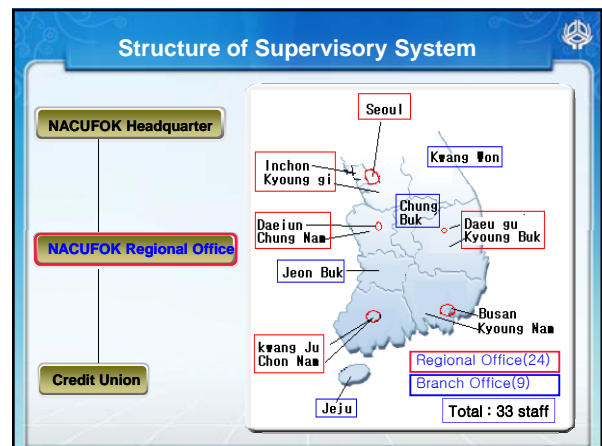 Structure of Supervisory System
NACUFOK Headquarter
NACUFOK Regional Office
Credit Union
Seoul
Kwang Won
Inchon
Kyoung gi
Chung
Buk
Daeiun
Chung Nam
Daeu gu
Kyoung Buk
Jeon Buk
Busan
Kyoung Nam
kwang Ju
Chon Nam
Jeju
Regional Office(24)
Branch Office(9)
Total : 33 staff